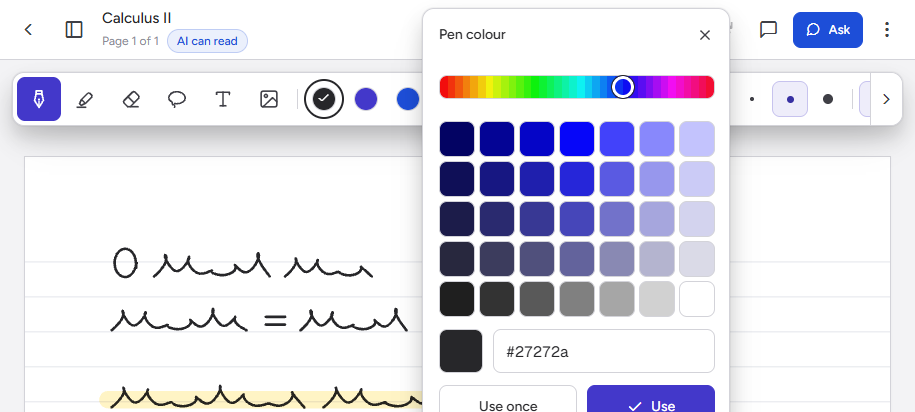 Calculus II
Page 1 of 1 AI can read
Ask
Pen colour
#27272a
Use once
Use